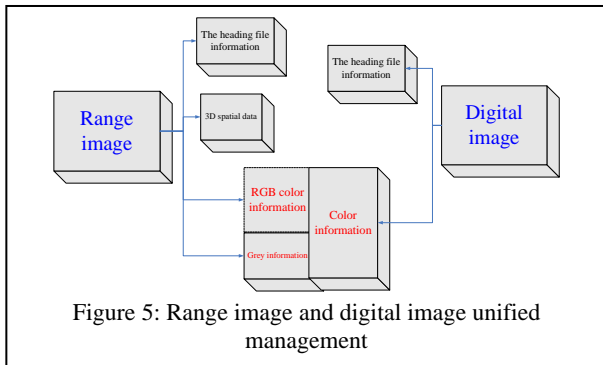 The heading file
information
The heading file
information
Range
image
3D spatial data
Digital
image
RGB color
information
Color
information
Grey information
Figure 5: Range image and digital image unified
management